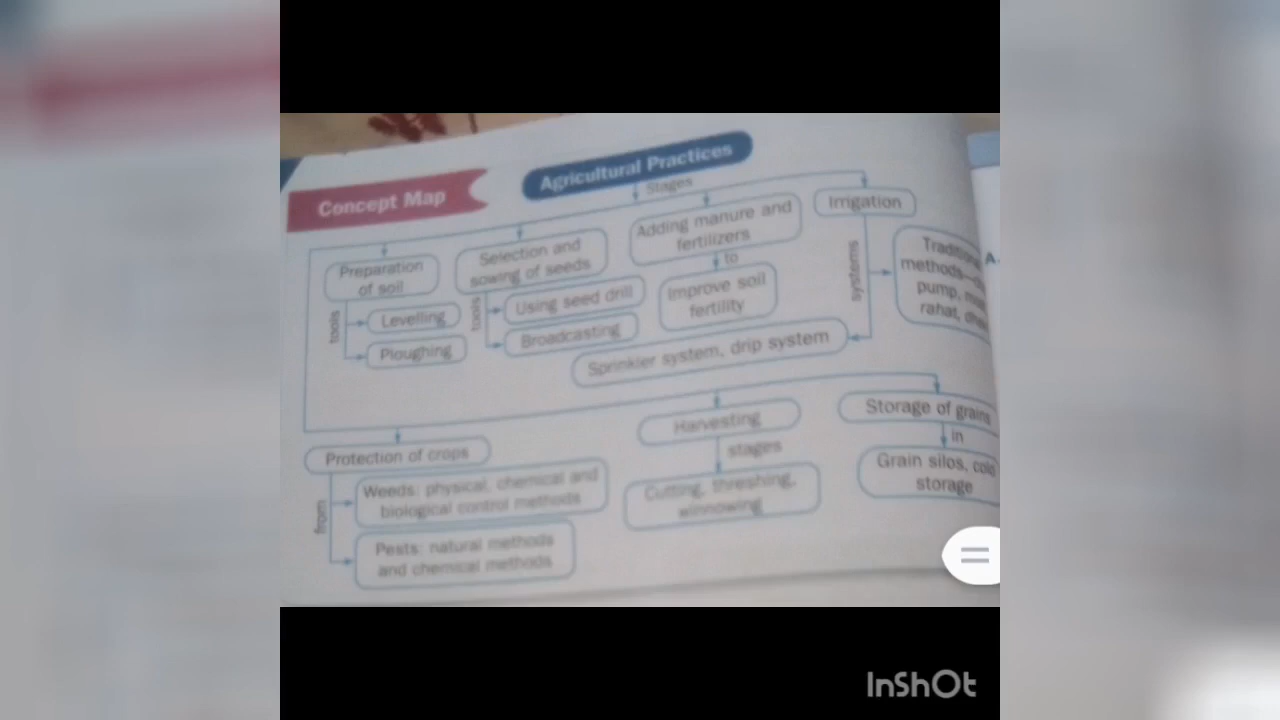 Agricultural Practices
Concept Map
Stages
Preparation
of soil
tools
Levelling
Ploughing
Selection and
sowing of seeds
tools
Using seed drill
Broadcasting
Adding manure and
fertilizers
to
Improve soil
fertility
Irrigation
systems
methods
pump,
rahat,
Sprinkler system, drip system
Protection of crops
from
Weeds: physical, chemical and
biological control methods
Pests: natural methods
and chemical methods
Harvesting
stages
Cutting, threshing,
winnowing
Storage of grains
in
Grain silos,
storage
InShOt